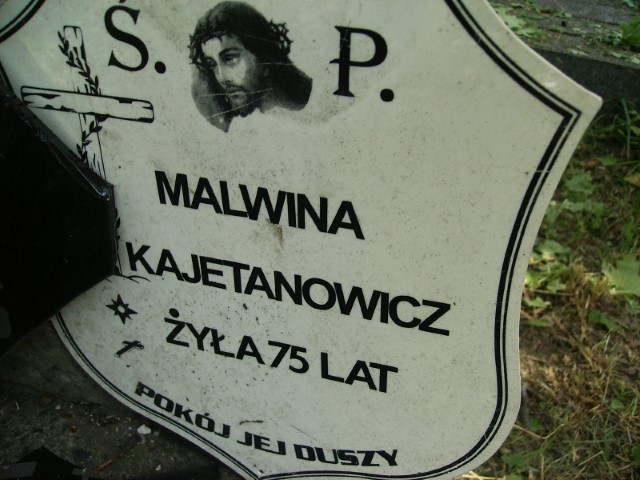 Ś. P.
MALWINA
KAJETANOWICZ
ŻYŁA 75 LAT
POKÓJ JEJ DUSZY